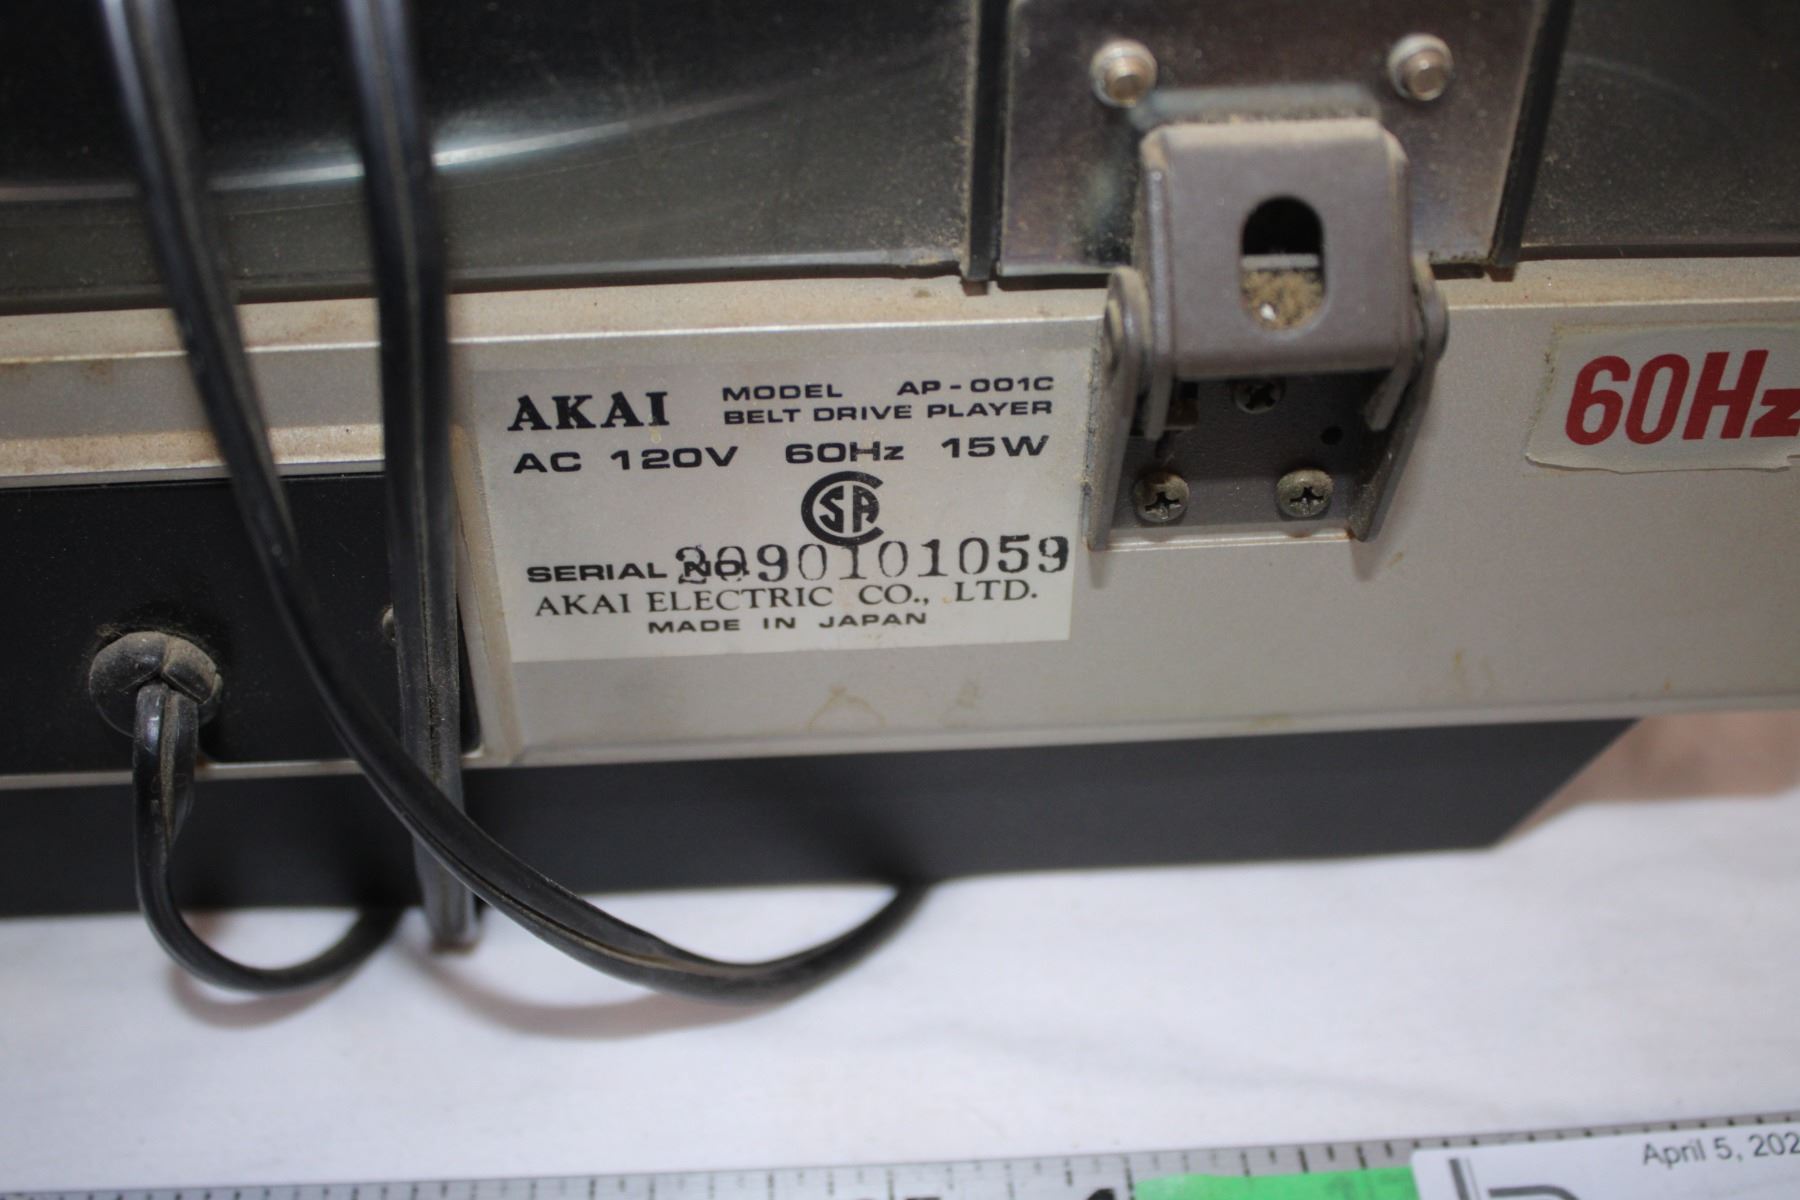 AKAI MODEL AP-001C
BELT DRIVE PLAYER
AC 120V 60Hz 15W
CSA
SERIAL NO. 2090101059
AKAI ELECTRIC CO., LTD.
MADE IN JAPAN
60Hz
April 5, 202